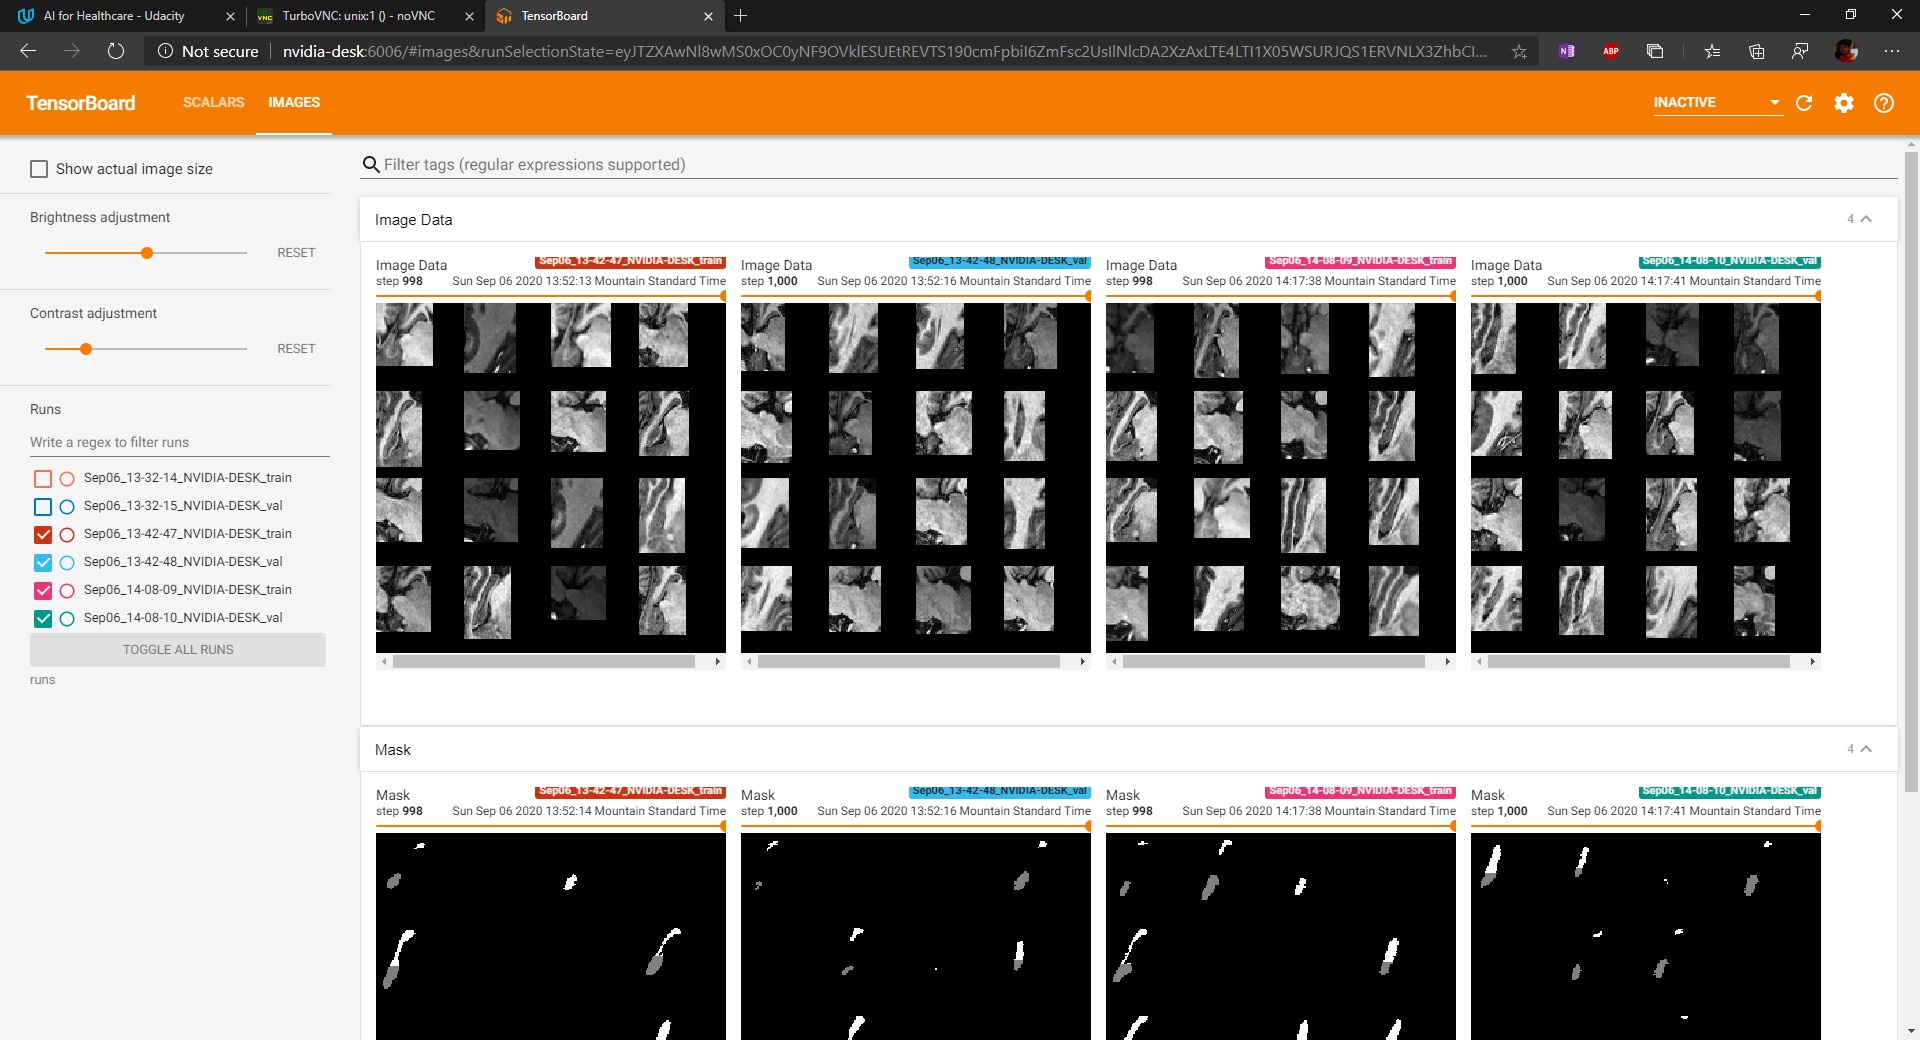 AI for Healthcare - Udacity
TurboVNC: unix:1 () - noVNC
TensorBoard
Not secure
nvidia-desk:6006/#images&runSelectionState=eyJTZXAwNl8wMS0xOC0yNF9OVklESUEtREVTS190cmFpbiI6ZmFsc2UsIlNlcDA2XzAxLTE4LTI1X05WSURJQS1ERVNLX3ZhbCI...
TensorBoard
SCALARS
IMAGES
INACTIVE
Show actual image size
Brightness adjustment
RESET
Contrast adjustment
RESET
Runs
Write a regex to filter runs
Sep06_13-32-14_NVIDIA-DESK_train
Sep06_13-32-15_NVIDIA-DESK_val
Sep06_13-42-47_NVIDIA-DESK_train
Sep06_13-42-48_NVIDIA-DESK_val
Sep06_14-08-09_NVIDIA-DESK_train
Sep06_14-08-10_NVIDIA-DESK_val
TOGGLE ALL RUNS
runs
Filter tags (regular expressions supported)
Image Data
4
Image Data
Sep06_13-42-47_NVIDIA-DESK_train
step 998
Sun Sep 06 2020 13:52:13 Mountain Standard Time
Image Data
Sep06_13-42-48_NVIDIA-DESK_val
step 1,000
Sun Sep 06 2020 13:52:16 Mountain Standard Time
Image Data
Sep06_14-08-09_NVIDIA-DESK_train
step 998
Sun Sep 06 2020 14:17:38 Mountain Standard Time
Image Data
Sep06_14-08-10_NVIDIA-DESK_val
step 1,000
Sun Sep 06 2020 14:17:41 Mountain Standard Time
Mask
4
Mask
Sep06_13-42-47_NVIDIA-DESK_train
step 998
Sun Sep 06 2020 13:52:14 Mountain Standard Time
Mask
Sep06_13-42-48_NVIDIA-DESK_val
step 1,000
Sun Sep 06 2020 13:52:16 Mountain Standard Time
Mask
Sep06_14-08-09_NVIDIA-DESK_train
step 998
Sun Sep 06 2020 14:17:38 Mountain Standard Time
Mask
Sep06_14-08-10_NVIDIA-DESK_val
step 1,000
Sun Sep 06 2020 14:17:41 Mountain Standard Time